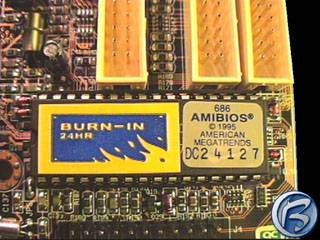 BURN-IN
24HR
686
AMIBIOS®
© 1995
AMERICAN
MEGATRENDS
DC24127